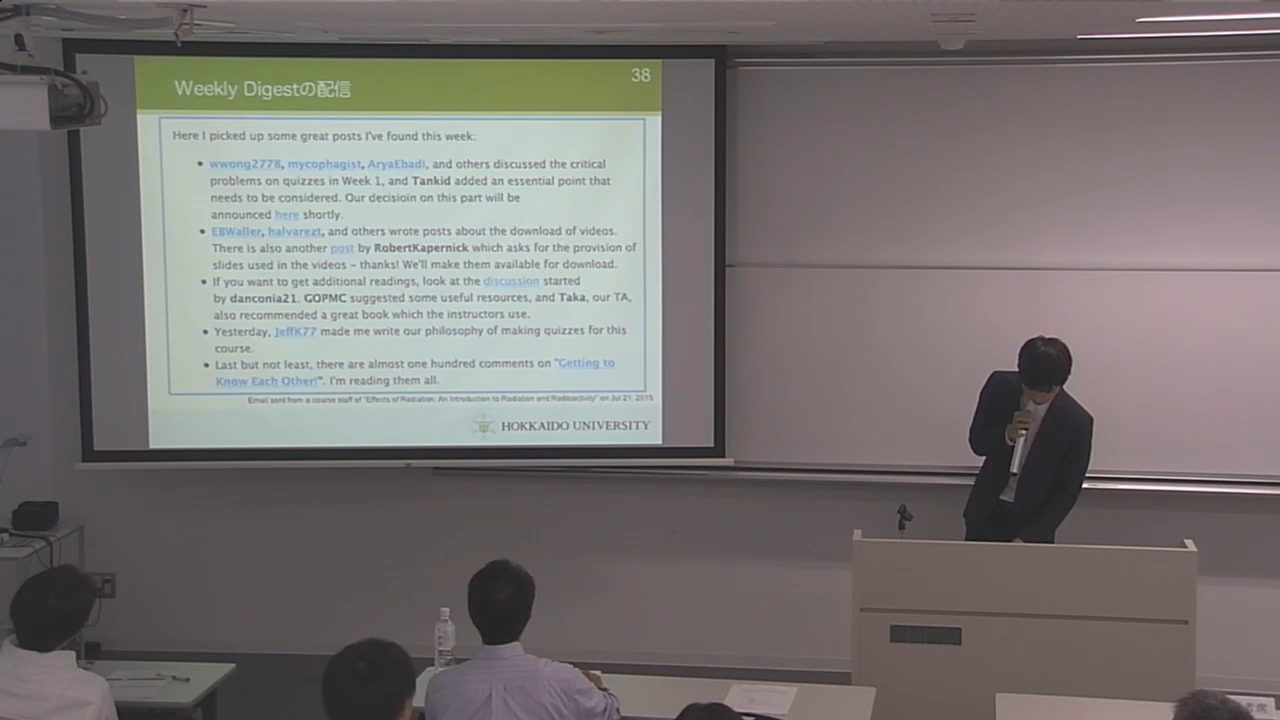 38
Weekly Digestの配信
Here I picked up some great posts I've found this week:
• wwong2778, mycophagist, AryaEbadi, and others discussed the critical
problems on quizzes in Week 1, and Tankid added an essential point that
needs to be considered. Our decisioin on this part will be
announced here shortly.
• EBWaller, halvarezt, and others wrote posts about the download of videos.
There is also another post by RobertKapernick which asks for the provision of
slides used in the videos – thanks! We'll make them available for download.
• If you want to get additional readings, look at the discussion started
by danconia21. GOPMC suggested some useful resources, and Taka, our TA,
also recommended a great book which the instructors use.
• Yesterday, JeffK77 made me write our philosophy of making quizzes for this
course.
• Last but not least, there are almost one hundred comments on "Getting to
Know Each Other!". I'm reading them all.
Email sent from a course staff of "Effects of Radiation: An Introduction to Radiation and Radioactivity" on Jul 21, 2015
HOKKAIDO UNIVERSITY